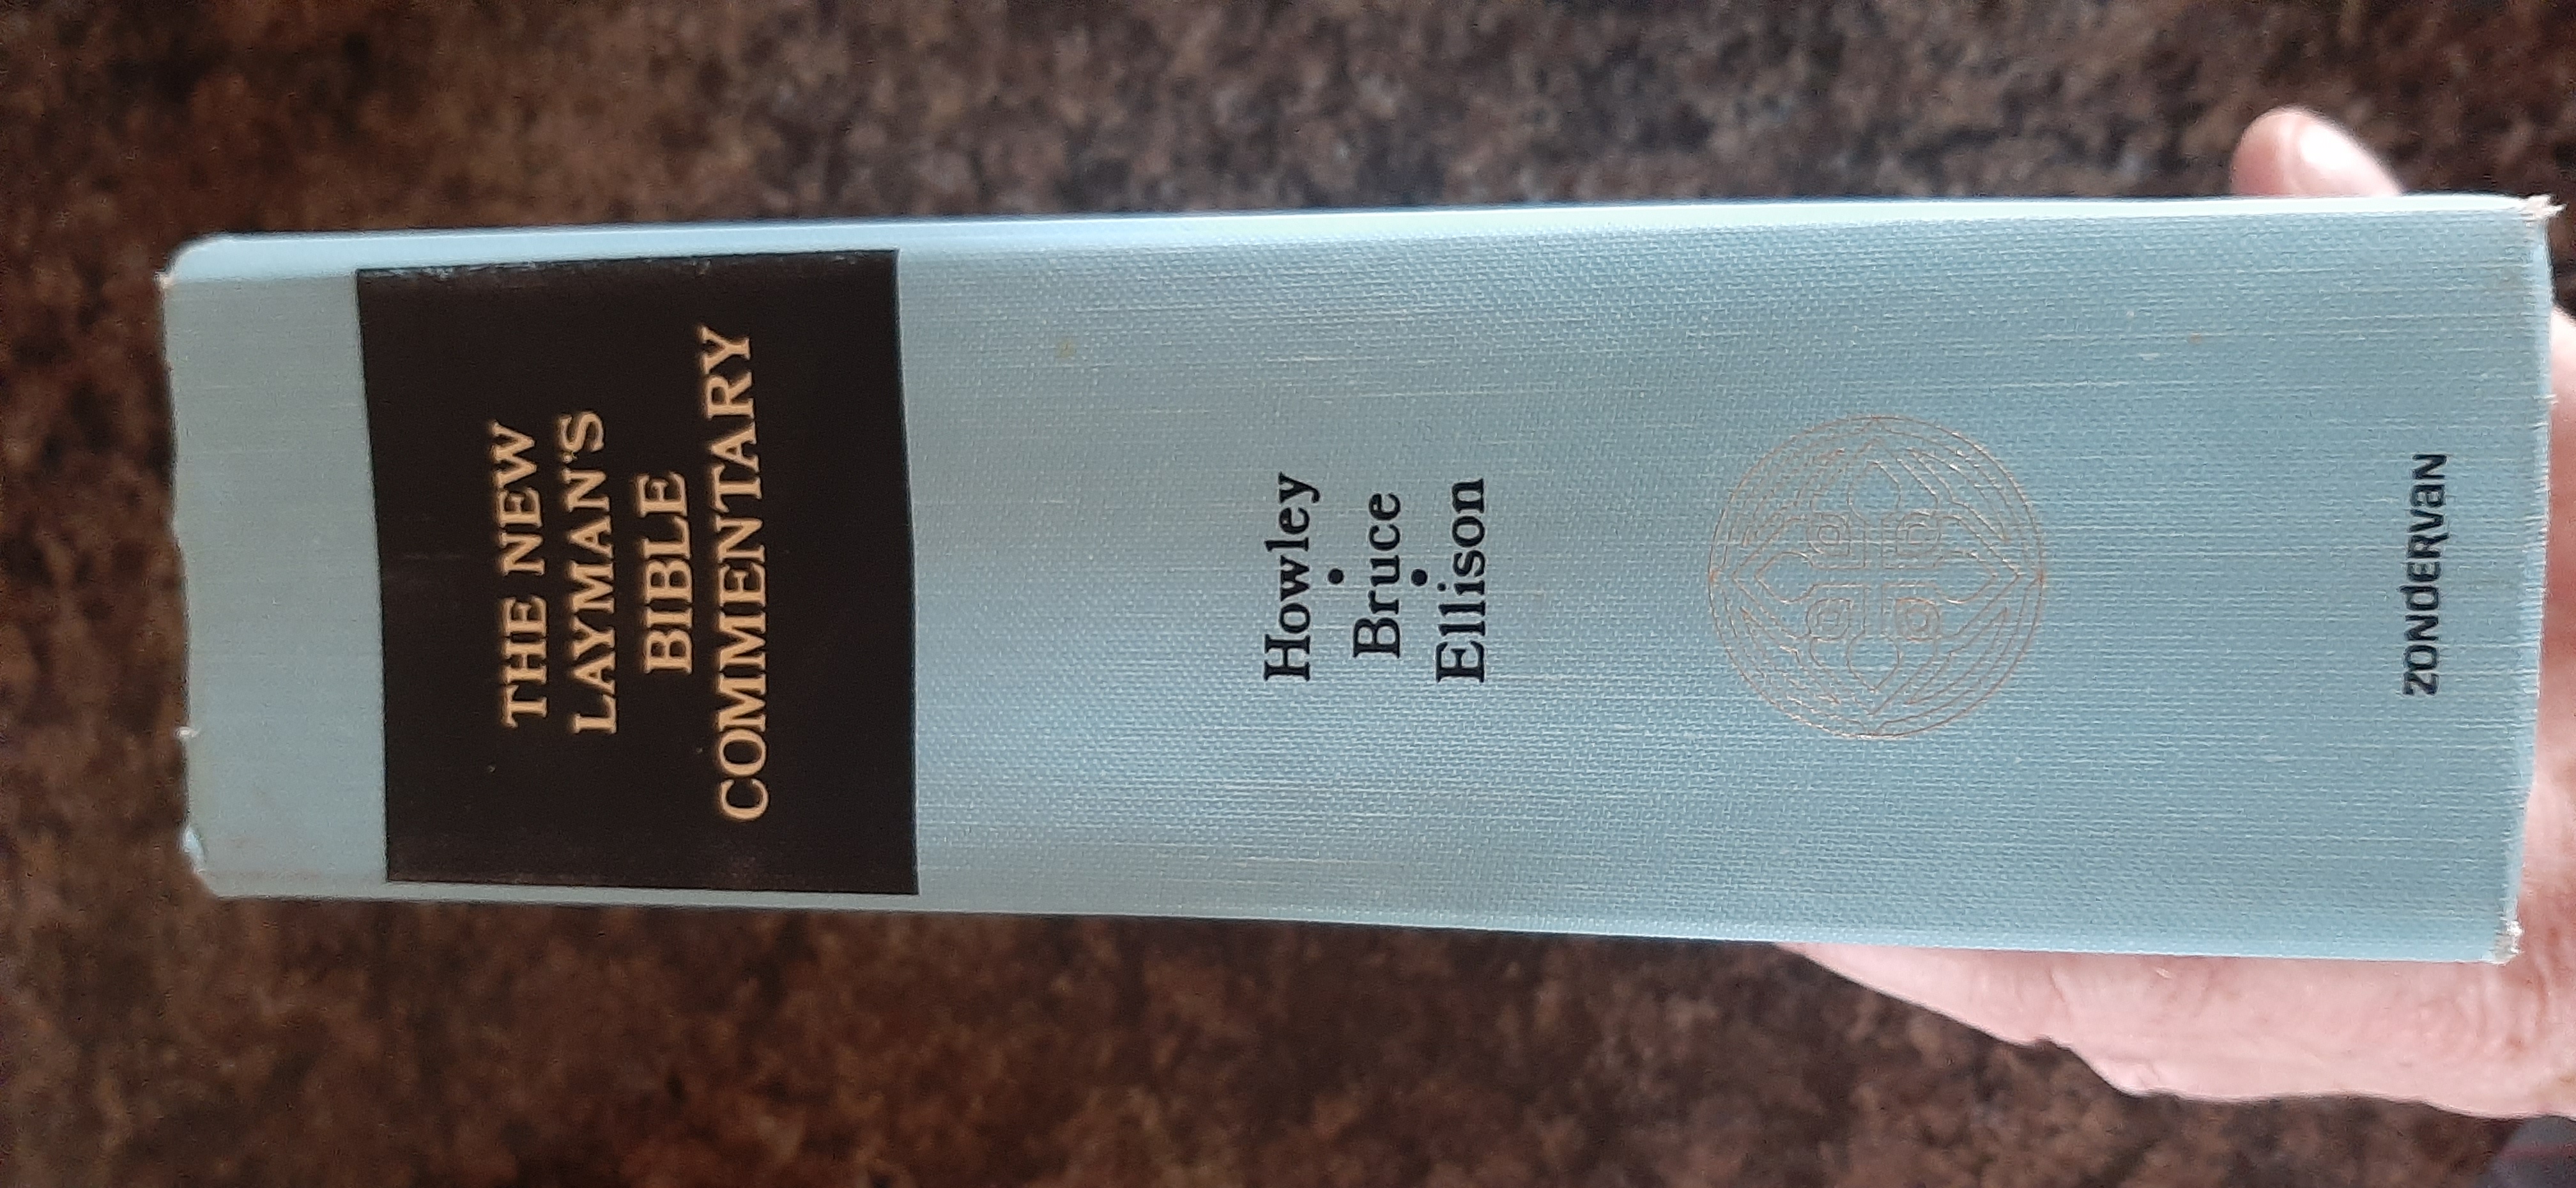 THE NEW
LAYMAN'S
BIBLE
COMMENTARY
Howley
•
Bruce
•
Ellison
ZONDERVAN